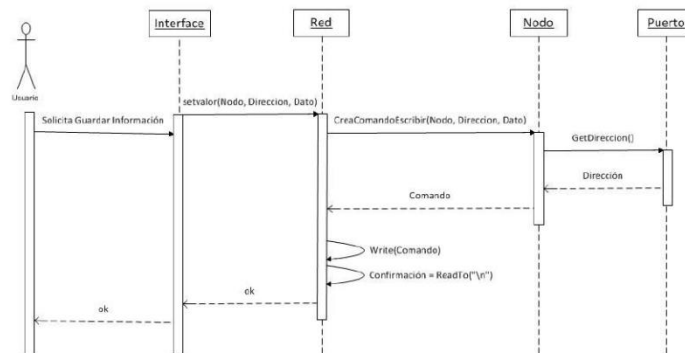 Interface
Red
Nodo
Puerto
Usuario
setvalor(Nodo, Direccion, Dato)
Solicita Guardar Información
CreaComandoEscribir(Nodo, Direccion, Dato)
GetDireccion()
Dirección
Comando
Write(Comando)
Confirmación = ReadTo("\n")
ok
ok